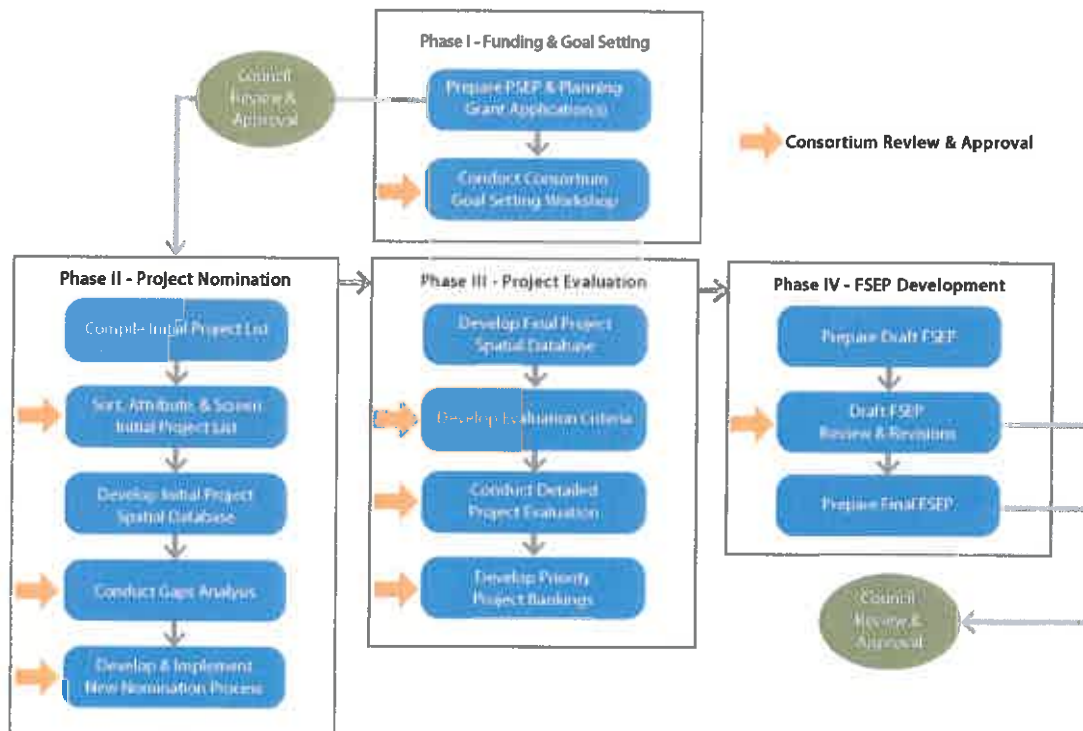 Phase I - Funding & Goal Setting
Council
Review &
Approval
Prepare PSEP & Planning
Grant Application(s)
Conduct Consortium
Goal Setting Workshop
Consortium Review & Approval
Phase II - Project Nomination
Compile Initial Project List
Sort, Attribute, & Screen
Initial Project List
Develop Initial Project
Spatial Database
Conduct Gaps Analysis
Develop & Implement
New Nomination Process
Phase III - Project Evaluation
Develop Final Project
Spatial Database
Develop Evaluation Criteria
Conduct Detailed
Project Evaluation
Develop Priority
Project Rankings
Phase IV - FSEP Development
Prepare Draft FSEP
Draft FSEP
Review & Revisions
Prepare Final FSEP
Council
Review &
Approval